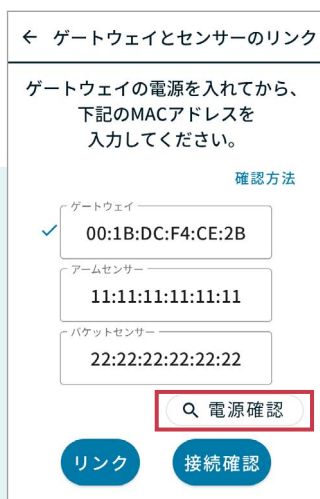 ← ゲートウェイとセンサーのリンク
ゲートウェイの電源を入れてから、
下記のMACアドレスを
入力してください。
確認方法
ゲートウェイ
00:1B:DC:F4:CE:2B
アームセンサー
11:11:11:11:11:11
バケットセンサー
22:22:22:22:22:22
電源確認
リンク 接続確認